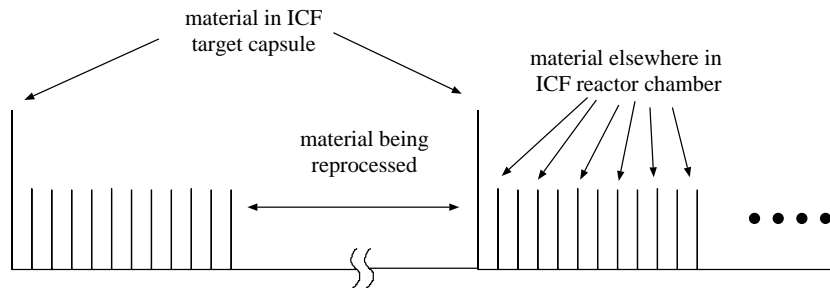 material in ICF
target capsule
material elsewhere in
ICF reactor chamber
material being
reprocessed